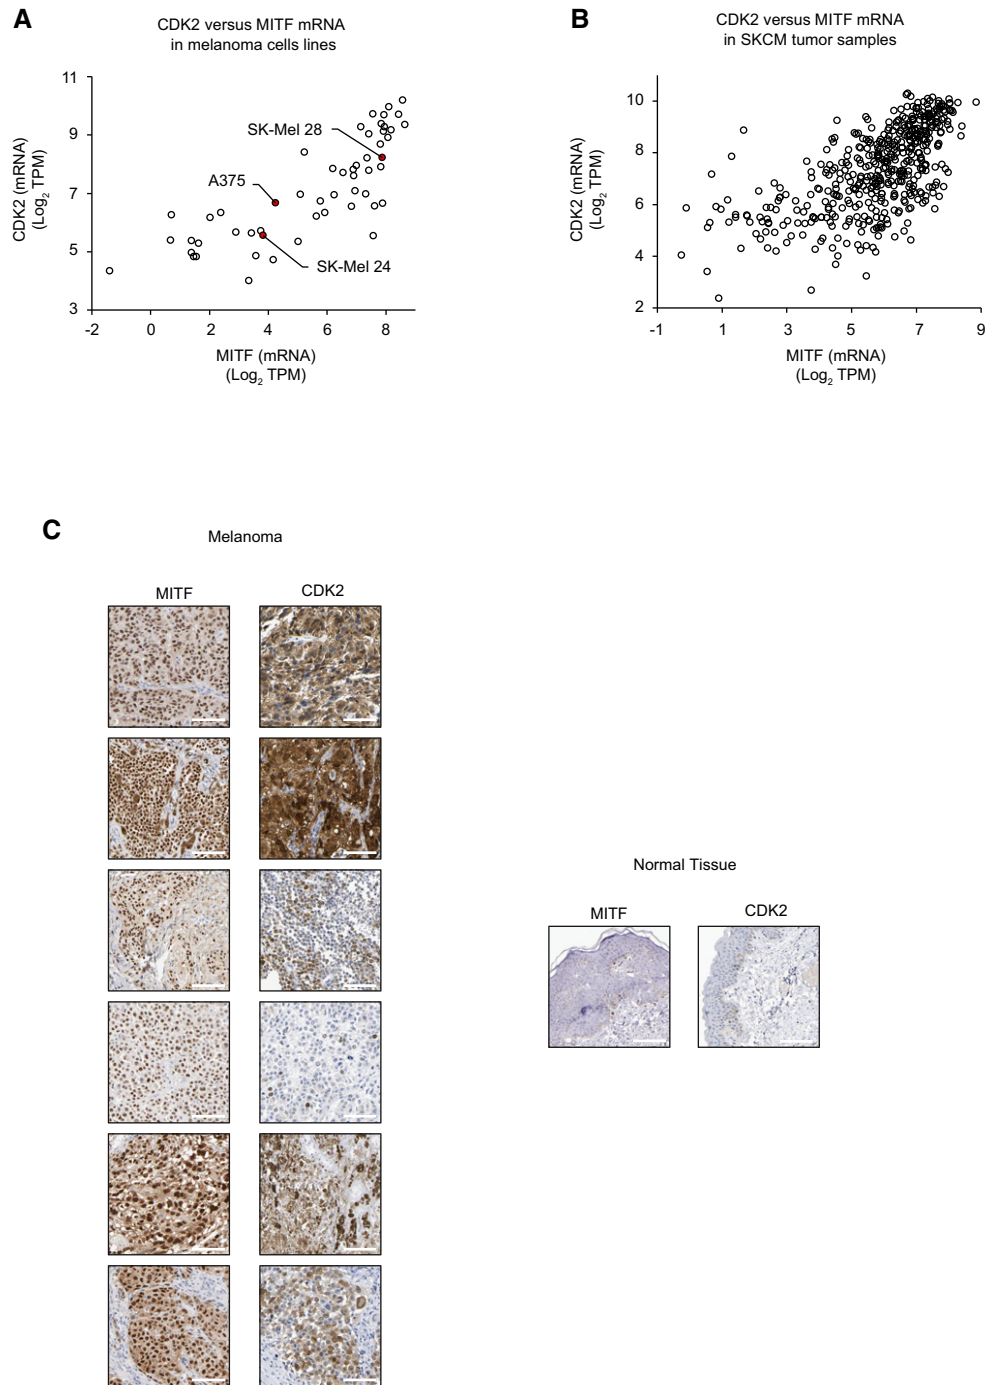 A
CDK2 versus MITF mRNA
in melanoma cells lines
11
9
7
5
3
-2
0
2
4
6
8
CDK2 (mRNA)
(Log2 TPM)
SK-Mel 28
A375
SK-Mel 24
MITF (mRNA)
(Log2 TPM)
B
CDK2 versus MITF mRNA
in SKCM tumor samples
10
8
6
4
2
-1
1
3
5
7
9
CDK2 (mRNA)
(Log2 TPM)
MITF (mRNA)
(Log2 TPM)
C
Melanoma
MITF
CDK2
Normal Tissue
MITF
CDK2